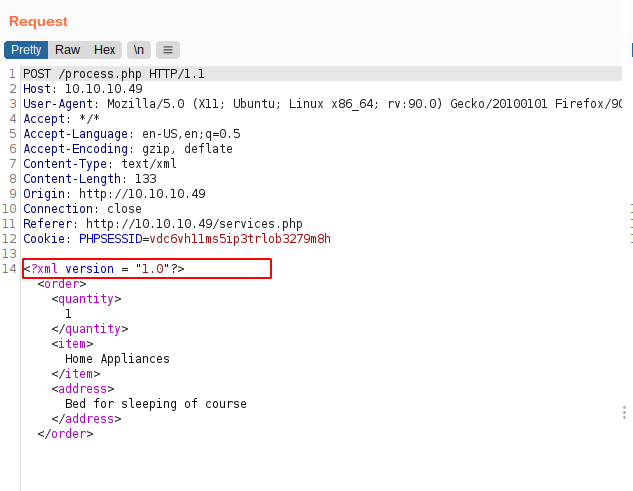 Request
Pretty Raw Hex \n
1 POST /process.php HTTP/1.1
2 Host: 10.10.10.49
3 User-Agent: Mozilla/5.0 (X11; Ubuntu; Linux x86_64; rv:90.0) Gecko/20100101 Firefox/90
4 Accept: */*
5 Accept-Language: en-US,en;q=0.5
6 Accept-Encoding: gzip, deflate
7 Content-Type: text/xml
8 Content-Length: 133
9 Origin: http://10.10.10.49
10 Connection: close
11 Referer: http://10.10.10.49/services.php
12 Cookie: PHPSESSID=vdc6vh11ms5ip3trlob3279m8h
13
14 <?xml version = "1.0"?>
<order>
<quantity>
1
</quantity>
<item>
Home Appliances
</item>
<address>
Bed for sleeping of course
</address>
</order>